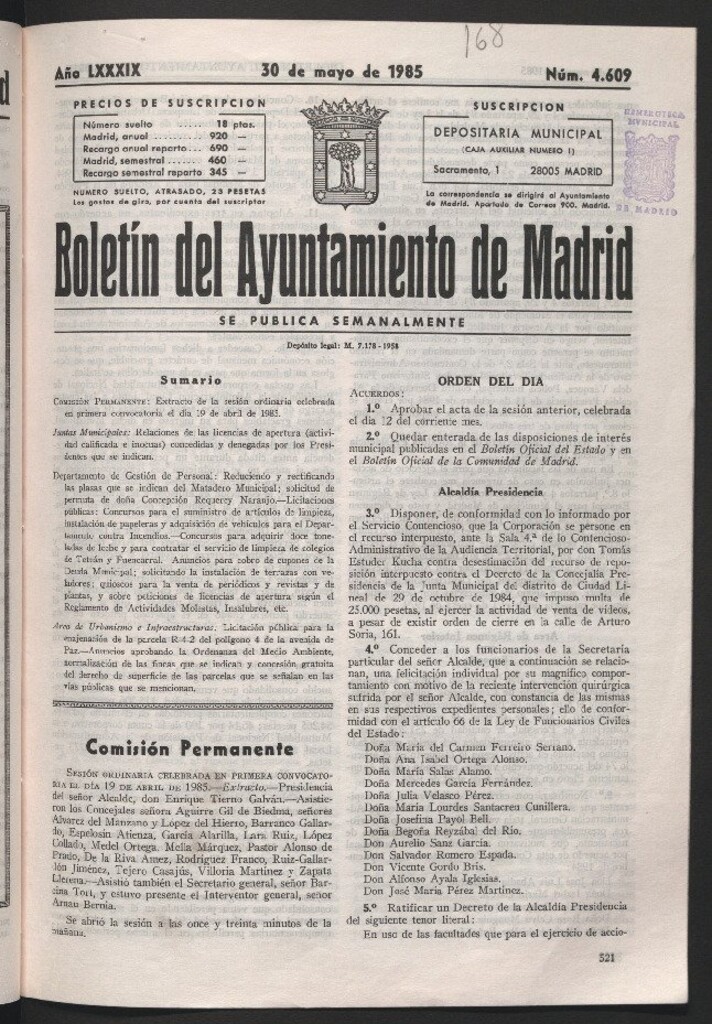 168
Año LXXXIX
30 de mayo de 1985
Núm. 4.609
PRECIOS DE SUSCRIPCION
Número suelto ..... 18 ptas.
Madrid, anual .......... 920 —
Recargo anual reparto ... 690 —
Madrid, semestral ....... 460 —
Recargo semestral reparto 345 —
NUMERO SUELTO, ATRASADO, 23 PESETAS
Los gastos de giro, por cuenta del suscriptor
SUSCRIPCION
DEPOSITARIA MUNICIPAL
(CAJA AUXILIAR NUMERO 1)
Sacramento, 1 28005 MADRID
La correspondencia se dirigirá al Ayuntamiento
de Madrid. Apartado de Correos 900. Madrid.
HEMEROTECA
MUNICIPAL
DE MADRID
Boletín del Ayuntamiento de Madrid
SE PUBLICA SEMANALMENTE
Depósito legal: M. 7.178 - 1958
Sumario
COMISIÓN PERMANENTE: Extracto de la sesión ordinaria celebrada
en primera convocatoria el día 19 de abril de 1985.
Juntas Municipales: Relaciones de las licencias de apertura (activi-
dad calificada e inocuas) concedidas y denegadas por los Presi-
dentes que se indican.
Departamento de Gestión de Personal: Reduciendo y rectificando
las plazas que se indican del Matadero Municipal; solicitud de
permuta de doña Concepción Requerey Naranjo.—Licitaciones
públicas: Concursos para el suministro de artículos de limpieza,
instalación de papeleras y adquisición de vehículos para el Depar-
tamento contra Incendios.—Concursos para adquirir doce tone-
ladas de leche y para contratar el servicio de limpieza de colegios
de Tetuán y Fuencarral. Anuncios para cobro de cupones de la
Deuda Municipal; solicitando la instalación de terrazas con ve-
ladores; quioscos para la venta de periódicos y revistas y de
plantas, y sobre peticiones de licencias de apertura según el
Reglamento de Actividades Molestas, Insalubres, etc.
Area de Urbanismo e Infraestructuras: Licitación pública para la
enajenación de la parcela R-4-2 del polígono 4 de la avenida de
Paz.—Anuncios aprobando la Ordenanza del Medio Ambiente,
normalización de las fincas que se indican y concesión gratuita
del derecho de superficie de las parcelas que se señalan en las
vías públicas que se mencionan.
Comisión Permanente
SESIÓN ORDINARIA CELEBRADA EN PRIMERA CONVOCATO-
RIA EL DÍA 19 DE ABRIL DE 1985.—Extracto.—Presidencia
del señor Alcalde, don Enrique Tierno Galván.—Asistie-
ron los Concejales señora Aguirre Gil de Biedma, señores
Alvarez del Manzano y López del Hierro, Barranco Gallar-
do, Espelosín Atienza, García Alarilla, Lara Ruiz, López
Collado, Medel Ortega, Mella Márquez, Pastor Alonso de
Prado, De la Riva Amez, Rodríguez Franco, Ruiz-Gallar-
dón Jiménez, Tejero Casajús, Villoria Martínez y Zapata
Llerena.—Asistió también el Secretario general, señor Bar-
cina Tort, y estuvo presente el Interventor general, señor
Arnau Bernia.
Se abrió la sesión a las once y treinta minutos de la
mañana.
ORDEN DEL DIA
ACUERDOS:
1.º Aprobar el acta de la sesión anterior, celebrada
el día 12 del corriente mes.
2.º Quedar enterada de las disposiciones de interés
municipal publicadas en el Boletín Oficial del Estado y en
el Boletín Oficial de la Comunidad de Madrid.
Alcaldía Presidencia
3.º Disponer, de conformidad con lo informado por
el Servicio Contencioso, que la Corporación se persone en
el recurso interpuesto, ante la Sala 4.ª de lo Contencioso-
Administrativo de la Audiencia Territorial, por don Tomás
Estuder Kucha contra desestimación del recurso de repo-
sición interpuesto contra el Decreto de la Concejalía Pre-
sidencia de la Junta Municipal del distrito de Ciudad Li-
neal de 29 de octubre de 1984, que impuso multa de
25.000 pesetas, al ejercer la actividad de venta de videos,
a pesar de existir orden de cierre en la calle de Arturo
Soria, 161.
4.º Conceder a los funcionarios de la Secretaría
particular del señor Alcalde, que a continuación se relacio-
nan, una felicitación individual por su magnífico compor-
tamiento con motivo de la reciente intervención quirúrgica
sufrida por el señor Alcalde, con constancia de las mismas
en sus respectivos expedientes personales; ello de confor-
midad con el artículo 66 de la Ley de Funcionarios Civiles
del Estado:
Doña María del Carmen Ferreiro Serrano.
Doña Ana Isabel Ortega Alonso.
Doña María Salas Alamo.
Doña Mercedes García Fernández.
Doña Julia Velasco Pérez.
Doña María Lourdes Santacreu Cunillera.
Doña Josefina Payol Bell.
Doña Begoña Reyzábal del Río.
Don Aurelio Sanz García.
Don Salvador Romero Espada.
Don Vicente Gordo Bris.
Don Alfonso Ayala Iglesias.
Don José María Pérez Martínez.
5.º Ratificar un Decreto de la Alcaldía Presidencia
del siguiente tenor literal:
En uso de las facultades que para el ejercicio de accio-
521